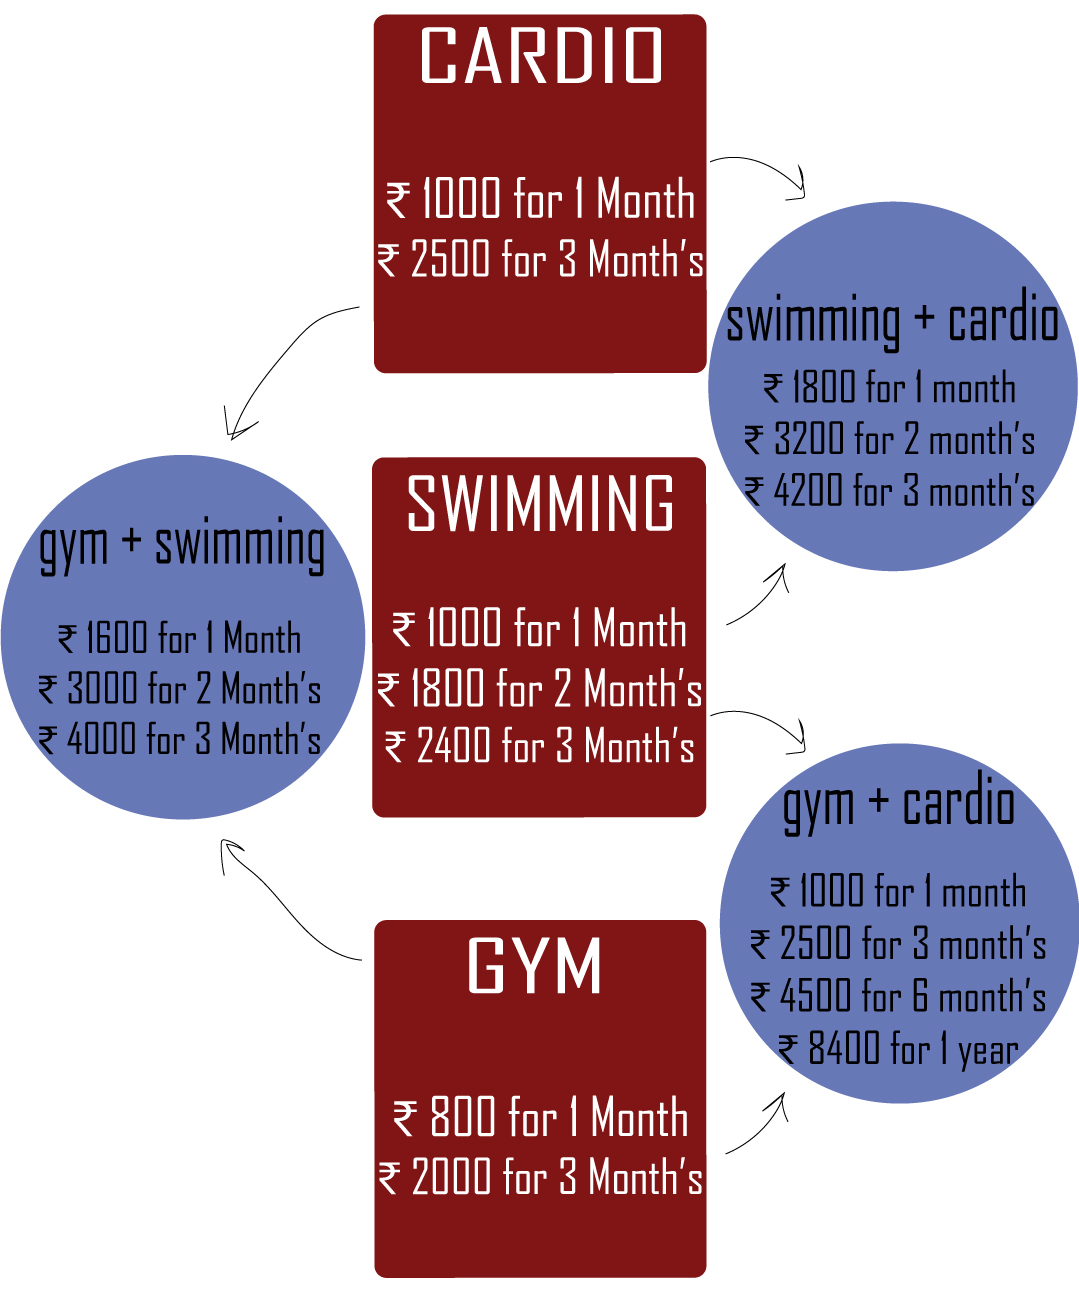 CARDIO
₹ 1000 for 1 Month
₹ 2500 for 3 Month's
swimming + cardio
₹ 1800 for 1 month
₹ 3200 for 2 month's
₹ 4200 for 3 month's
SWIMMING
₹ 1000 for 1 Month
₹ 1800 for 2 Month's
₹ 2400 for 3 Month's
gym + swimming
₹ 1600 for 1 Month
₹ 3000 for 2 Month's
₹ 4000 for 3 Month's
gym + cardio
₹ 1000 for 1 month
₹ 2500 for 3 month's
₹ 4500 for 6 month's
₹ 8400 for 1 year
GYM
₹ 800 for 1 Month
₹ 2000 for 3 Month's